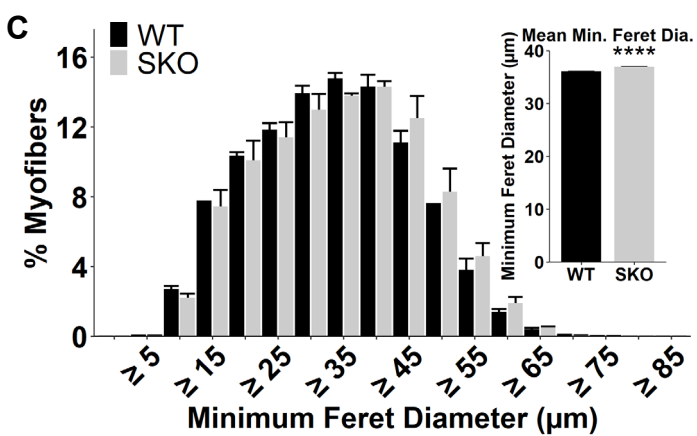 C
WT
SKO
% Myofibers
16
12
8
4
0
≥ 5
≥ 15
≥ 25
≥ 35
≥ 45
≥ 55
≥ 65
≥ 75
≥ 85
Minimum Feret Diameter (μm)
Mean Min. Feret Dia.
****
Minimum Feret Diameter (μm)
40
30
20
10
0
WT
SKO